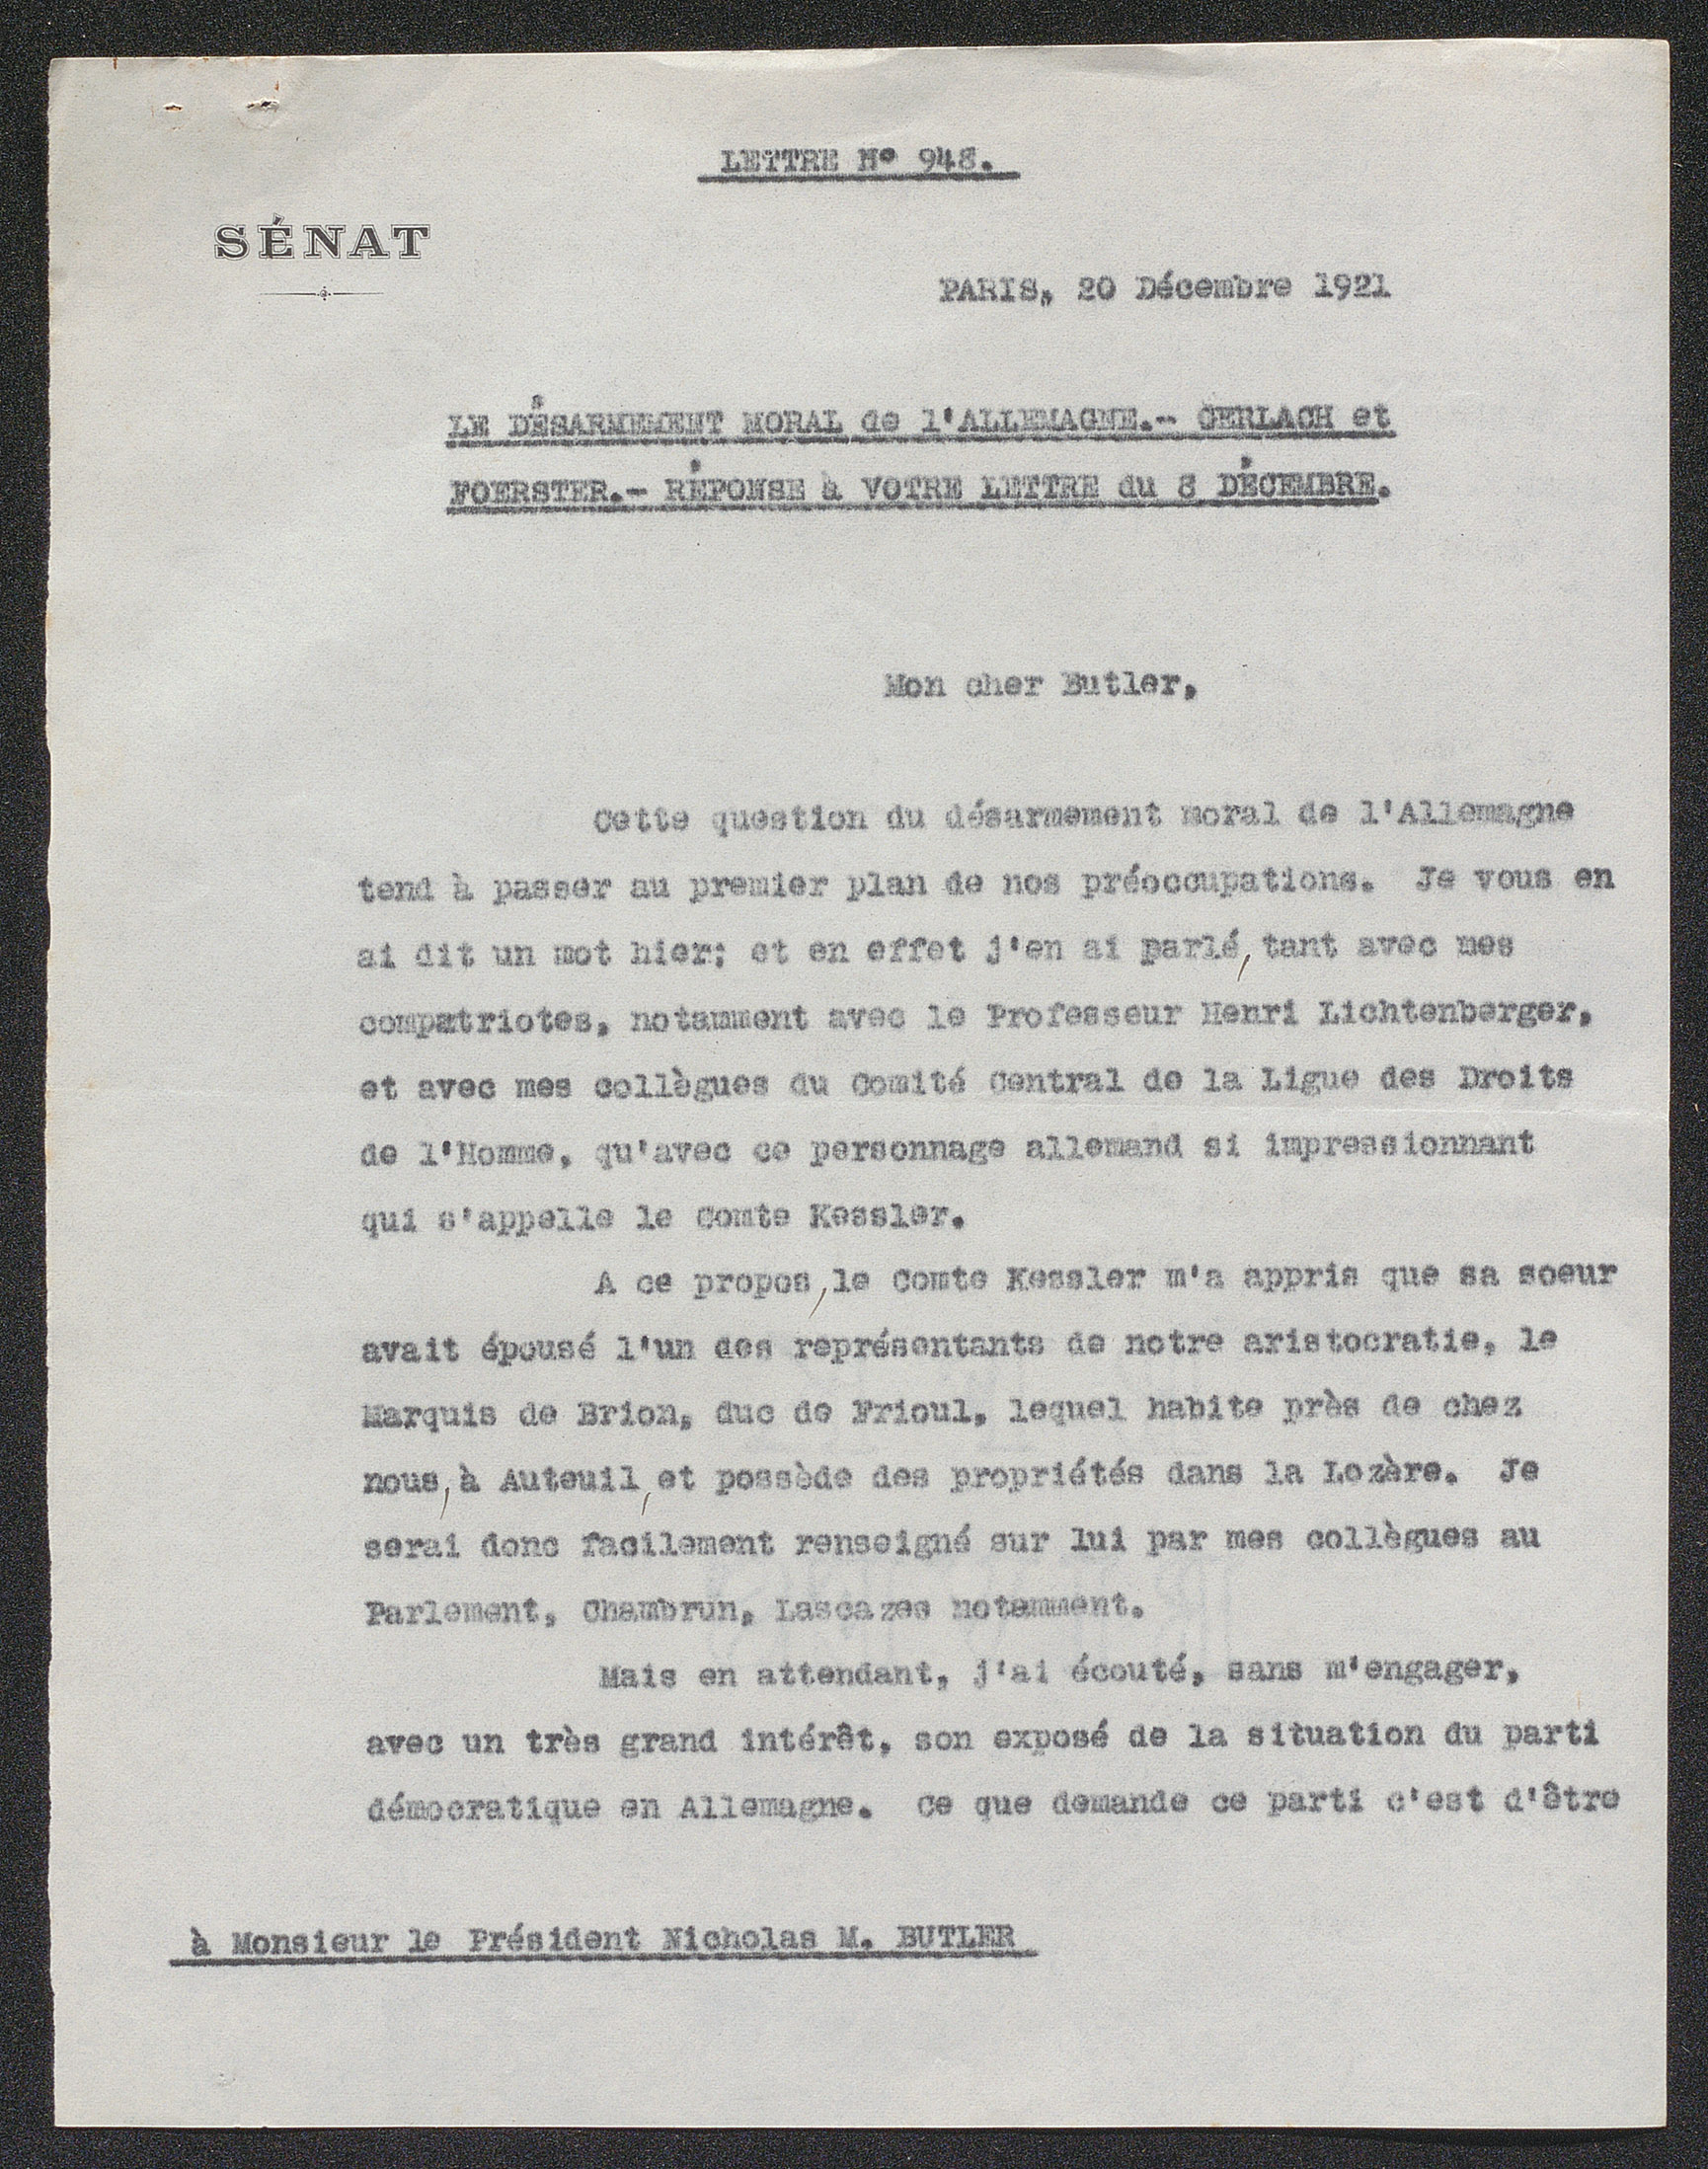 LETTRE N° 948.
SÉNAT
PARIS, 20 Décembre 1921
LE DÉSARMEMENT MORAL de l'ALLEMAGNE.- GERLACH et
FOERSTER.- RÉPONSE à VOTRE LETTRE du 8 DÉCEMBRE.
Mon cher Butler,
Cette question du désarmement moral de l'Allemagne
tend à passer au premier plan de nos préoccupations. Je vous en
ai dit un mot hier; et en effet j'en ai parlé, tant avec mes
compatriotes, notamment avec le Professeur Henri Lichtenberger,
et avec mes collègues du Comité Central de la Ligue des Droits
de l'Homme, qu'avec ce personnage allemand si impressionnant
qui s'appelle le Comte Kessler.
A ce propos, le Comte Kessler m'a appris que sa soeur
avait épousé l'un des représentants de notre aristocratie, le
Marquis de Brion, duc de Frioul, lequel habite près de chez
nous, à Auteuil, et possède des propriétés dans la Lozère. Je
serai donc facilement renseigné sur lui par mes collègues au
Parlement, Chambrun, Lascazes notamment.
Mais en attendant, j'ai écouté, sans m'engager,
avec un très grand intérêt, son exposé de la situation du parti
démocratique en Allemagne. Ce que demande ce parti c'est d'être
à Monsieur le Président Nicholas M. BUTLER